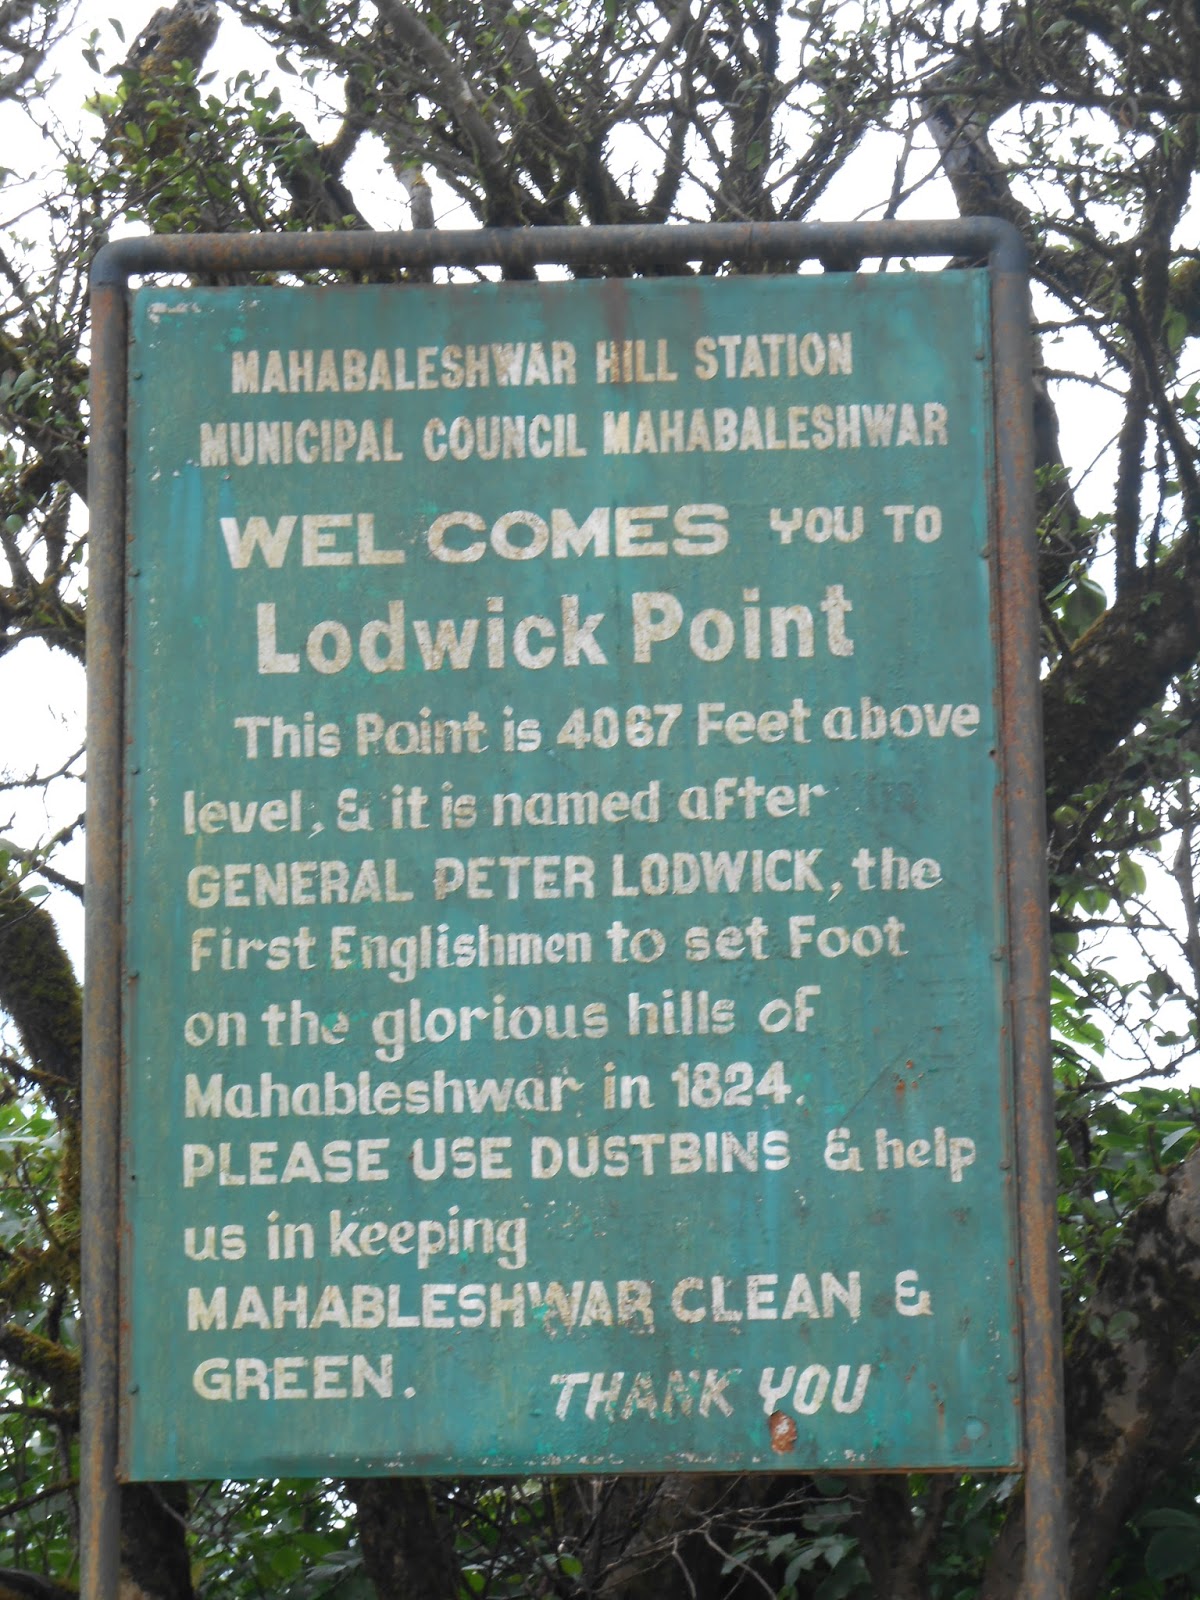 MAHABALESHWAR HILL STATION
MUNICIPAL COUNCIL MAHABALESHWAR
WELCOMES YOU TO
Lodwick Point
This Point is 4067 Feet above
level, & it is named after
GENERAL PETER LODWICK, the
First Englishmen to set Foot
on the glorious hills of
Mahableshwar in 1824.
PLEASE USE DUSTBINS & help
us in keeping
MAHABLESHWAR CLEAN &
GREEN.
THANK YOU